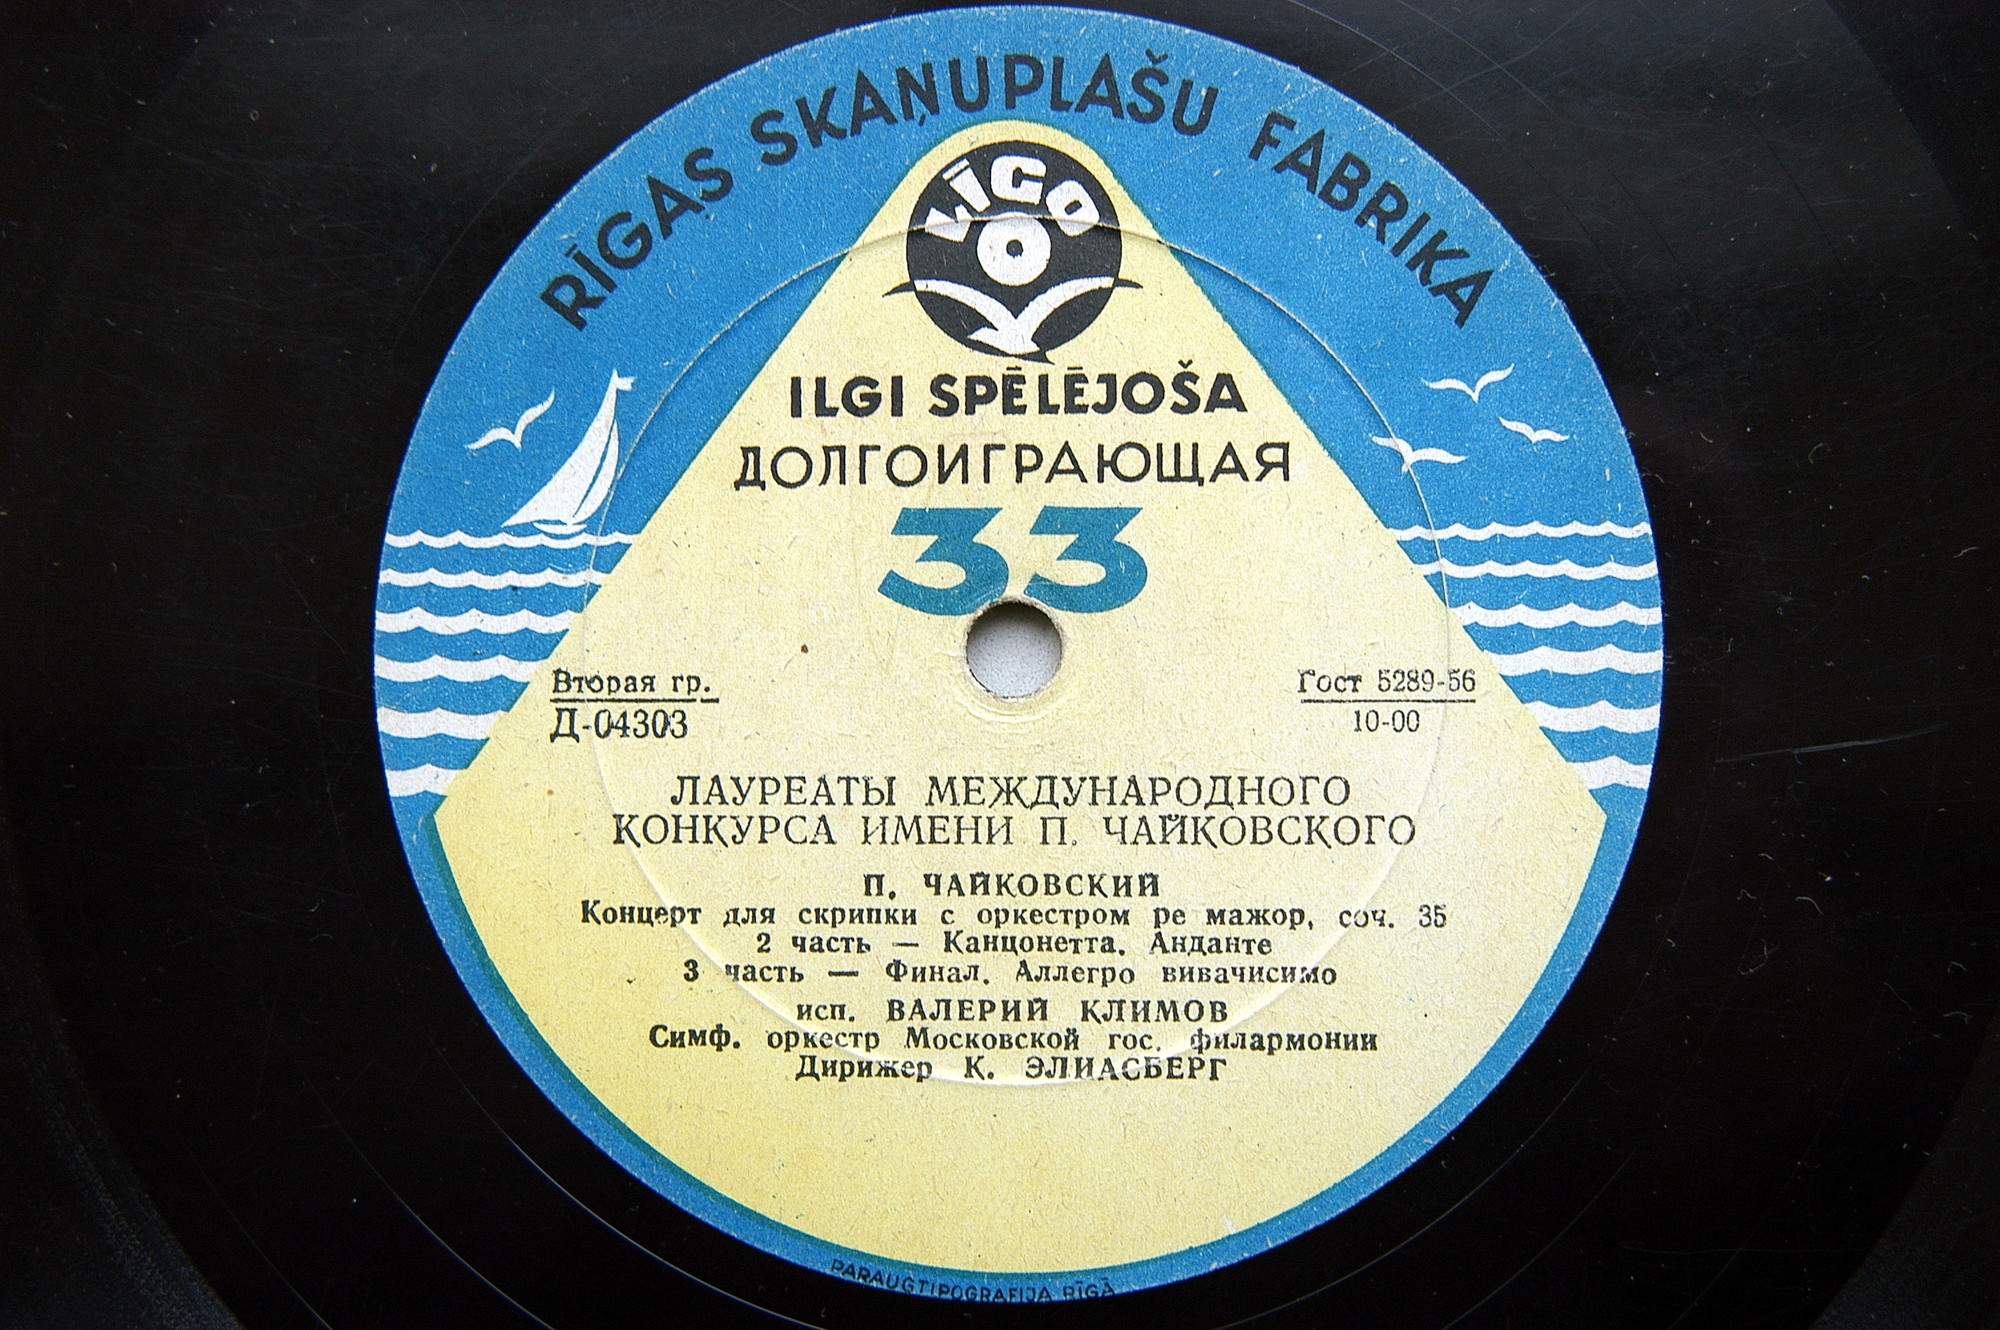 RĪGAS SKAŅUPLAŠU FABRIKA
LĪGO
ILGI SPĒLĒJOŠA
ДОЛГОИГРАЮЩАЯ
33
Вторая гр.
Д-04303
Гост 5289-56
10-00
ЛАУРЕАТЫ МЕЖДУНАРОДНОГО
КОНКУРСА ИМЕНИ П. ЧАЙКОВСКОГО
П. ЧАЙКОВСКИЙ
Концерт для скрипки с оркестром ре мажор, соч. 35
2 часть — Канцонетта. Анданте
3 часть — Финал. Аллегро вивачисимо
исп. ВАЛЕРИЙ КЛИМОВ
Симф. оркестр Московской гос. филармонии
Дирижер К. ЭЛИАСБЕРГ
PARAUGTIPOGRAFIJA RĪGĀ